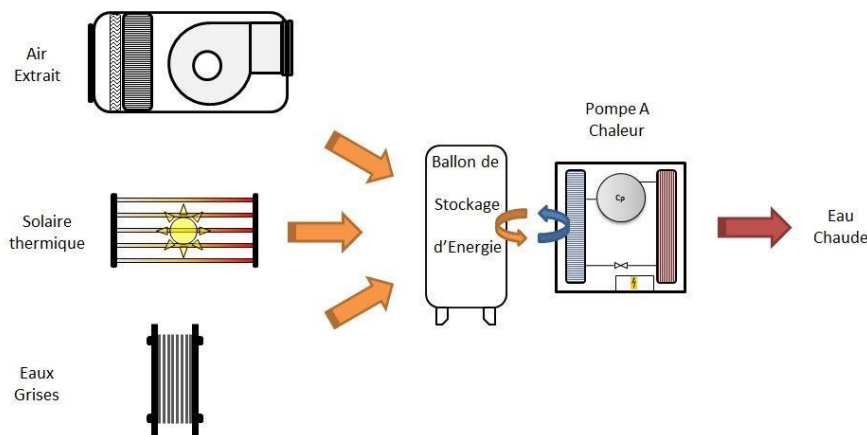 Air
Extrait
Solaire
thermique
Eaux
Grises
Ballon de
Stockage
d’Energie
Pompe A
Chaleur
Cp
Eau
Chaude